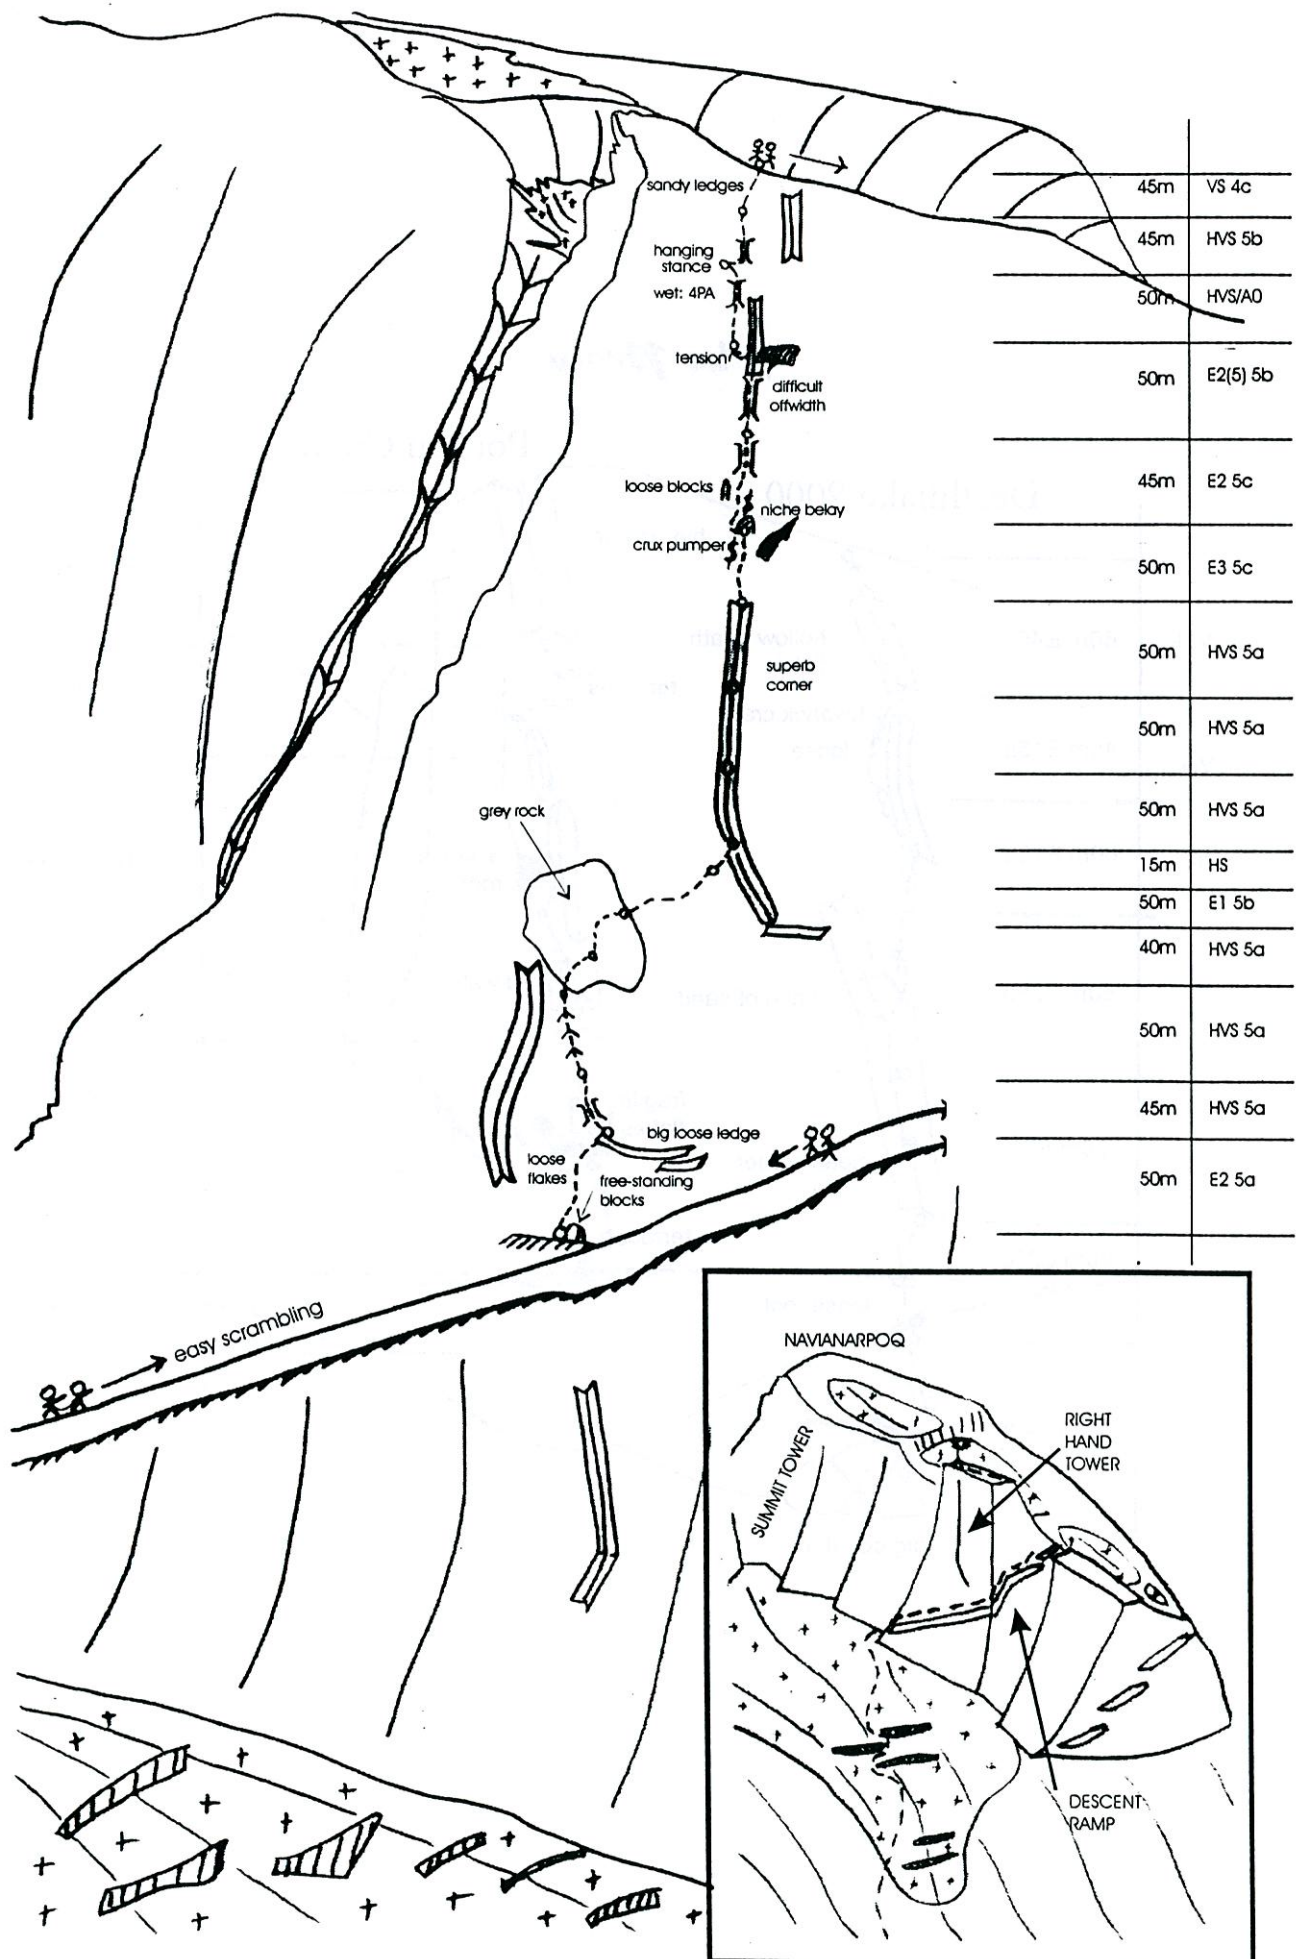 sandy ledges
45m VS 4c
hanging
stance
45m HVS 5b
wet: 4PA
50m HVS/A0
tension
difficult
offwidth
50m E2(5) 5b
loose blocks
niche belay
45m E2 5c
crux pumper
50m E3 5c
superb
corner
50m HVS 5a
50m HVS 5a
grey rock
50m HVS 5a
15m HS
50m E1 5b
40m HVS 5a
50m HVS 5a
45m HVS 5a
big loose ledge
loose
flakes
free-standing
blocks
50m E2 5a
easy scrambling
NAVIANARPOQ
SUMMIT TOWER
RIGHT
HAND
TOWER
DESCENT
RAMP